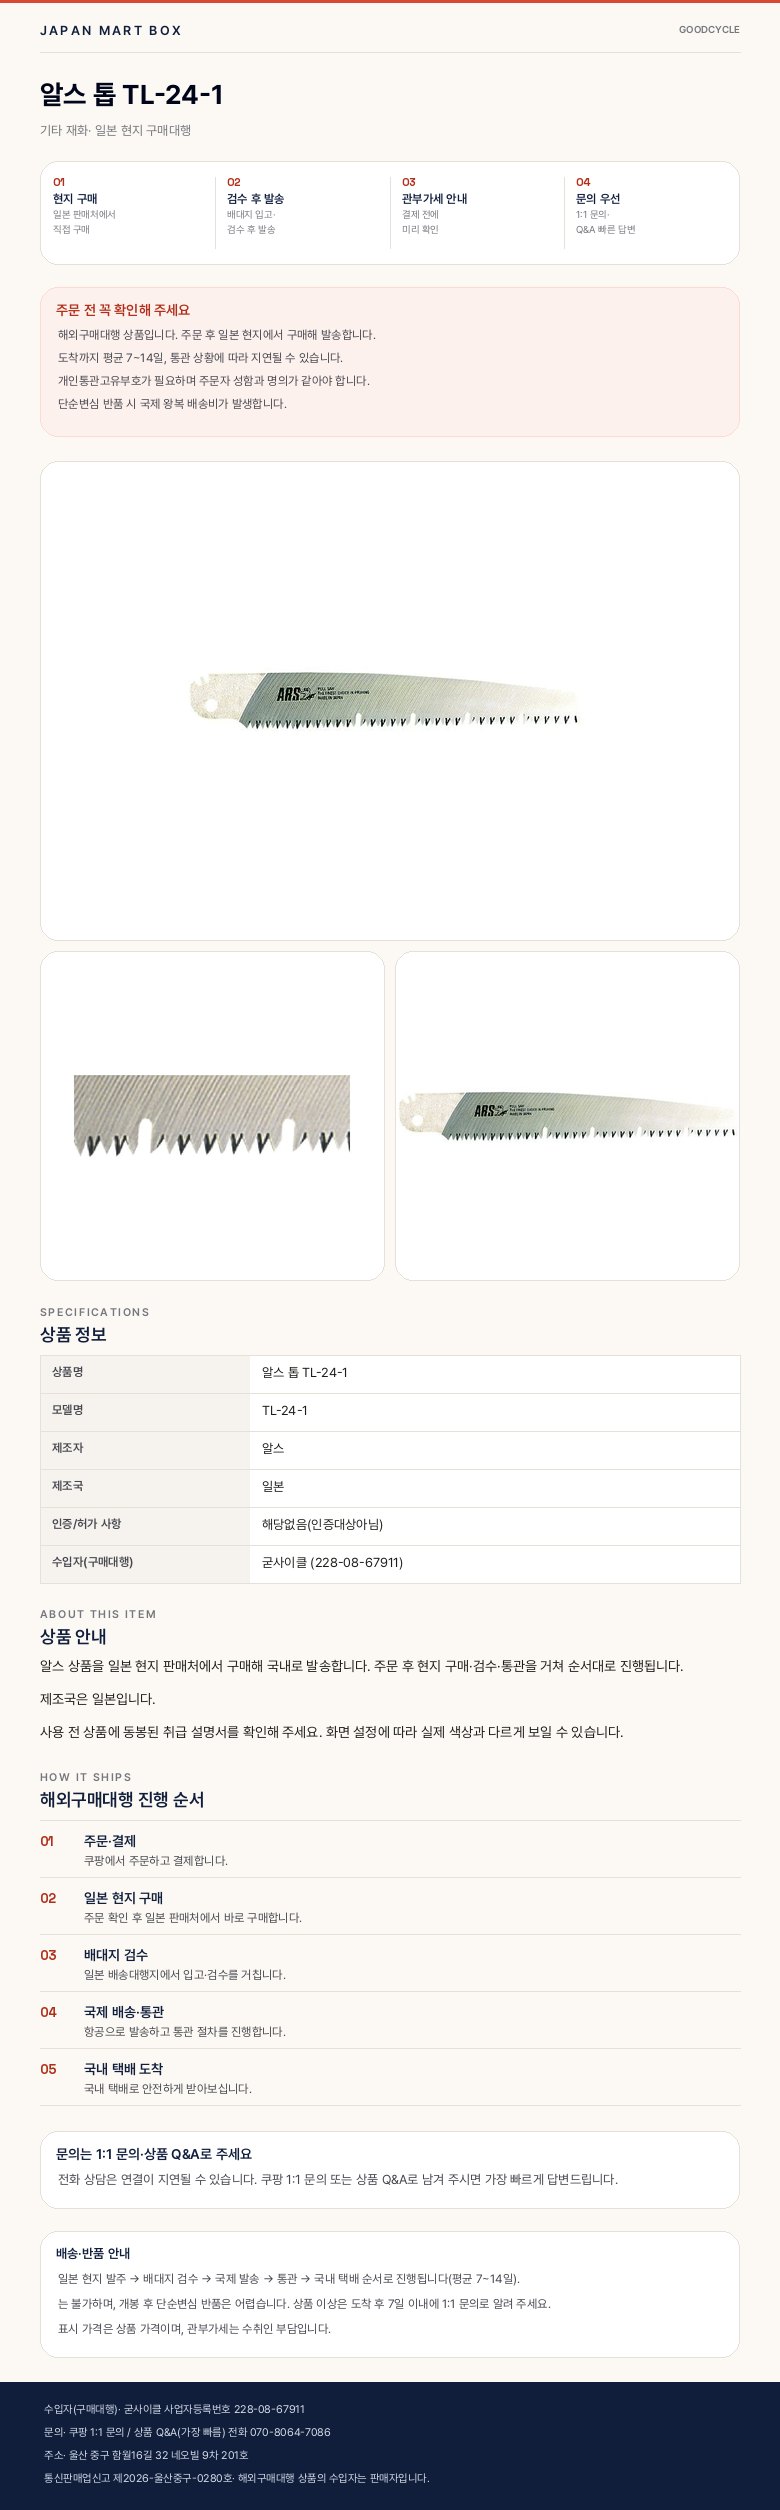 JAPAN MART BOX
GOODCYCLE
알스 톱 TL-24-1
기타 재화· 일본 현지 구매대행
01
현지 구매
일본 판매처에서
직접 구매
02
검수 후 발송
배대지 입고·
검수 후 발송
03
관부가세 안내
결제 전에
미리 확인
04
문의 우선
1:1 문의·
Q&A 빠른 답변
주문 전 꼭 확인해 주세요
해외구매대행 상품입니다. 주문 후 일본 현지에서 구매해 발송합니다.
도착까지 평균 7~14일, 통관 상황에 따라 지연될 수 있습니다.
개인통관고유부호가 필요하며 주문자 성함과 명의가 같아야 합니다.
단순변심 반품 시 국제 왕복 배송비가 발생합니다.
ARS
PULL SAW
THE FINEST CHOICE IN PRUNING
MADE IN JAPAN
ARS
PULL SAW
THE FINEST CHOICE IN PRUNING
MADE IN JAPAN
SPECIFICATIONS
상품 정보
상품명 알스 톱 TL-24-1
모델명 TL-24-1
제조자 알스
제조국 일본
인증/허가 사항 해당없음(인증대상아님)
수입자(구매대행) 굳사이클 (228-08-67911)
ABOUT THIS ITEM
상품 안내
알스 상품을 일본 현지 판매처에서 구매해 국내로 발송합니다. 주문 후 현지 구매·검수·통관을 거쳐 순서대로 진행됩니다.
제조국은 일본입니다.
사용 전 상품에 동봉된 취급 설명서를 확인해 주세요. 화면 설정에 따라 실제 색상과 다르게 보일 수 있습니다.
HOW IT SHIPS
해외구매대행 진행 순서
01 주문·결제
쿠팡에서 주문하고 결제합니다.
02 일본 현지 구매
주문 확인 후 일본 판매처에서 바로 구매합니다.
03 배대지 검수
일본 배송대행지에서 입고·검수를 거칩니다.
04 국제 배송·통관
항공으로 발송하고 통관 절차를 진행합니다.
05 국내 택배 도착
국내 택배로 안전하게 받아보십니다.
문의는 1:1 문의·상품 Q&A로 주세요
전화 상담은 연결이 지연될 수 있습니다. 쿠팡 1:1 문의 또는 상품 Q&A로 남겨 주시면 가장 빠르게 답변드립니다.
배송·반품 안내
일본 현지 발주 → 배대지 검수 → 국제 발송 → 통관 → 국내 택배 순서로 진행됩니다(평균 7~14일).
는 불가하며, 개봉 후 단순변심 반품은 어렵습니다. 상품 이상은 도착 후 7일 이내에 1:1 문의로 알려 주세요.
표시 가격은 상품 가격이며, 관부가세는 수취인 부담입니다.
수입자(구매대행)· 굳사이클 사업자등록번호 228-08-67911
문의· 쿠팡 1:1 문의 / 상품 Q&A(가장 빠름) 전화 070-8064-7086
주소· 울산 중구 함월16길 32 네오빌 9차 201호
통신판매업신고 제2026-울산중구-0280호· 해외구매대행 상품의 수입자는 판매자입니다.